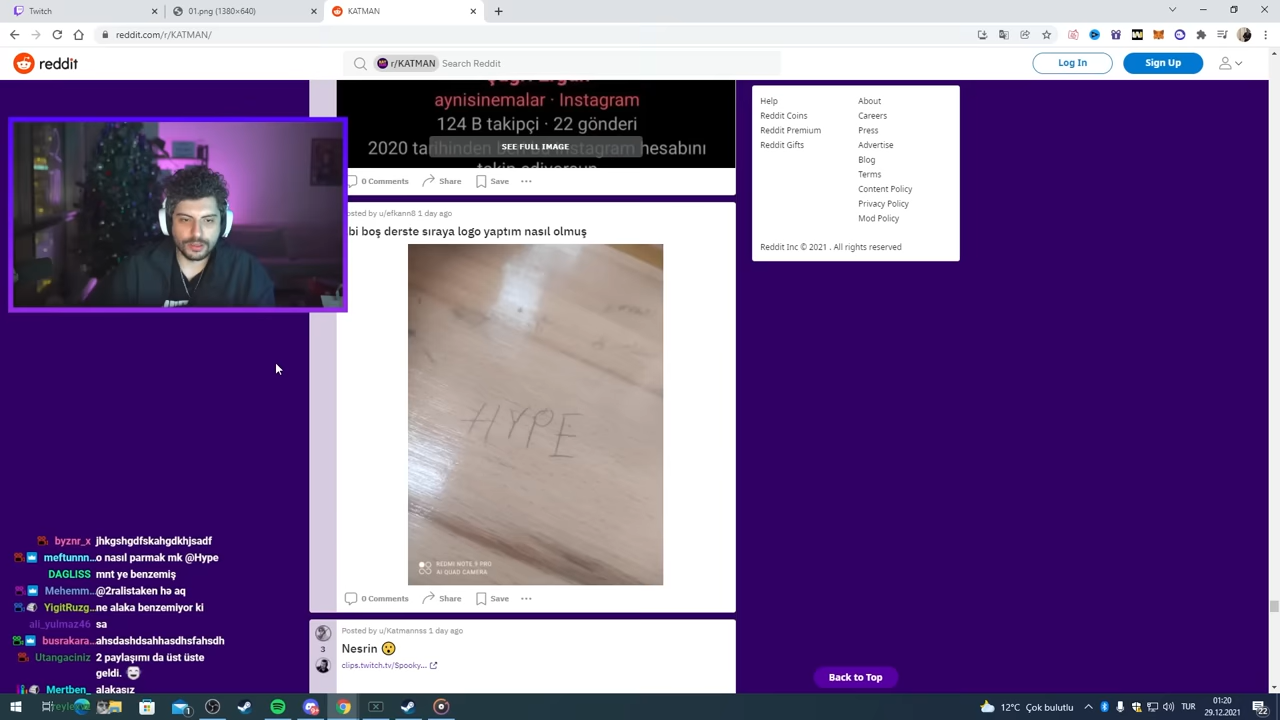 Twitch
01.png (1380×640)
KATMAN
reddit.com/r/KATMAN/
reddit
r/KATMAN
Search Reddit
Log In
Sign Up
aynisinemalar · Instagram
124 B takipçi · 22 gönderi
SEE FULL IMAGE
0 Comments
Share
Save
Posted by u/efkann8 1 day ago
bi boş derste sıraya logo yaptım nasıl olmuş
HYPE
REDMI NOTE 9 PRO
AI QUAD CAMERA
0 Comments
Share
Save
Posted by u/Katmannss 1 day ago
Nesrin
clips.twitch.tv/Spooky...
3
Help
Reddit Coins
Reddit Premium
Reddit Gifts
About
Careers
Press
Advertise
Blog
Terms
Content Policy
Privacy Policy
Mod Policy
Reddit Inc © 2021 . All rights reserved
Back to Top
byznr_x jhkgshgdfskahgdkhjsadf
meftunnn... o nasıl parmak mk @Hype
DAGLISS mnt ye benzemiş
Mehemm... @2ralistaken hə aq
YigitRuzg... ne alaka benzemiyor ki
ali_yulmaz46 sa
busrakara... ahsdashdsahhasdhsfahsdh
Utangaciniz 2 paylaşımı da üst üste
geldi.
Mertben_ alakasız
12°C Çok bulutlu
TUR
01:20
29.12.2021
22